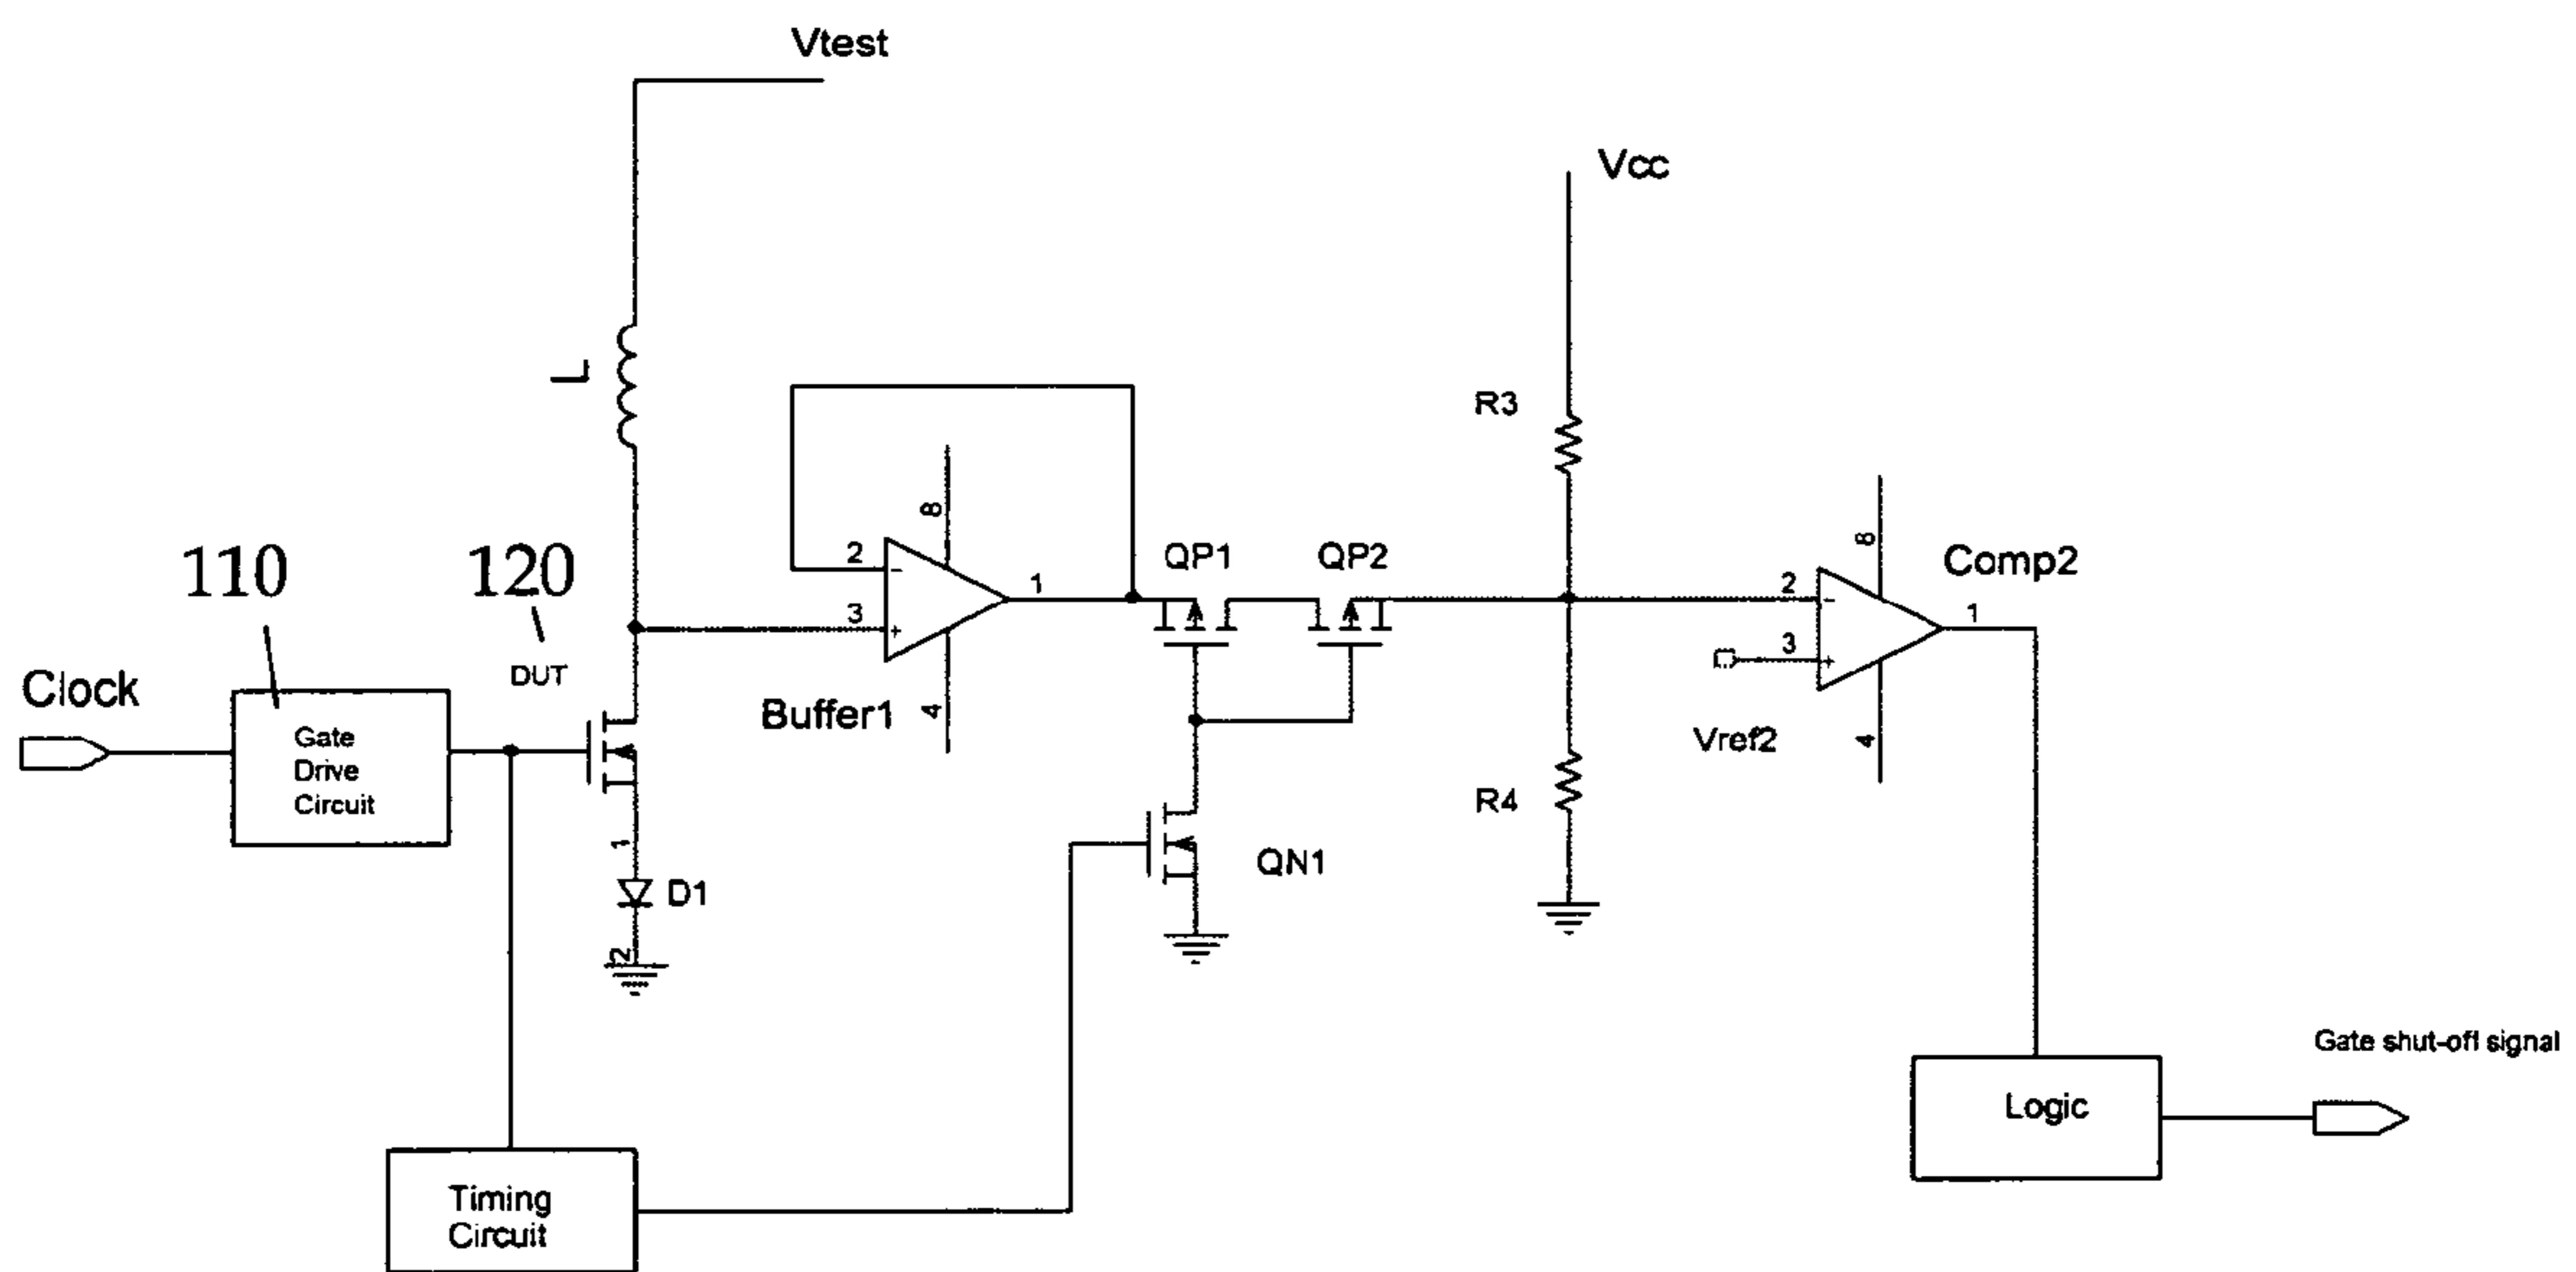 Vtest
Vcc
L
R3
8
8
110
120
2
1
QP1
QP2
2
Comp2
3
1
DUT
3
Clock
Buffer1
4
Vref2
4
Gate
Drive
Circuit
R4
1
QN1
D1
2
Gate shut-off signal
Logic
Timing
Circuit